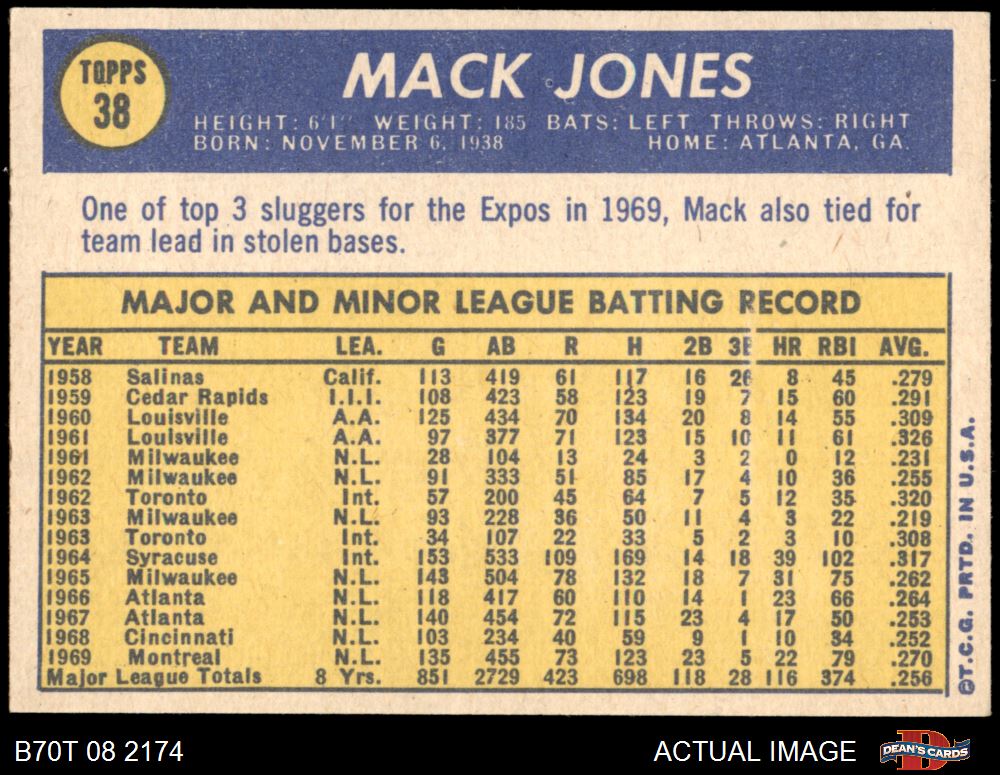 TOPPS
38
MACK JONES
HEIGHT: 6'1" WEIGHT: 185 BATS: LEFT THROWS: RIGHT
BORN: NOVEMBER 6, 1938 HOME: ATLANTA, GA.
One of top 3 sluggers for the Expos in 1969, Mack also tied for
team lead in stolen bases.
MAJOR AND MINOR LEAGUE BATTING RECORD
YEAR TEAM LEA. G AB R H 2B 3B HR RBI AVG.
1958 Salinas Calif. 113 419 61 117 16 26 8 45 .279
1959 Cedar Rapids I.I.I. 108 423 58 123 19 7 15 60 .291
1960 Louisville A.A. 125 434 70 134 20 8 14 55 .309
1961 Louisville A.A. 97 377 71 123 15 10 11 61 .326
1961 Milwaukee N.L. 28 104 13 24 3 2 0 12 .231
1962 Milwaukee N.L. 91 333 51 85 17 4 10 36 .255
1962 Toronto Int. 57 200 45 64 7 5 12 35 .320
1963 Milwaukee N.L. 93 228 36 50 11 4 3 22 .219
1963 Toronto Int. 34 107 22 33 5 2 3 10 .308
1964 Syracuse Int. 153 533 109 169 14 18 39 102 .317
1965 Milwaukee N.L. 143 504 78 132 18 7 31 75 .262
1966 Atlanta N.L. 118 417 60 110 14 1 23 66 .264
1967 Atlanta N.L. 140 454 72 115 23 4 17 50 .253
1968 Cincinnati N.L. 103 234 40 59 9 1 10 34 .252
1969 Montreal N.L. 135 455 73 123 23 5 22 79 .270
Major League Totals 8 Yrs. 851 2729 423 698 118 28 116 374 .256
©T.C.G. PRTD. IN U.S.A.
B70T 08 2174 ACTUAL IMAGE DEAN'S CARDS